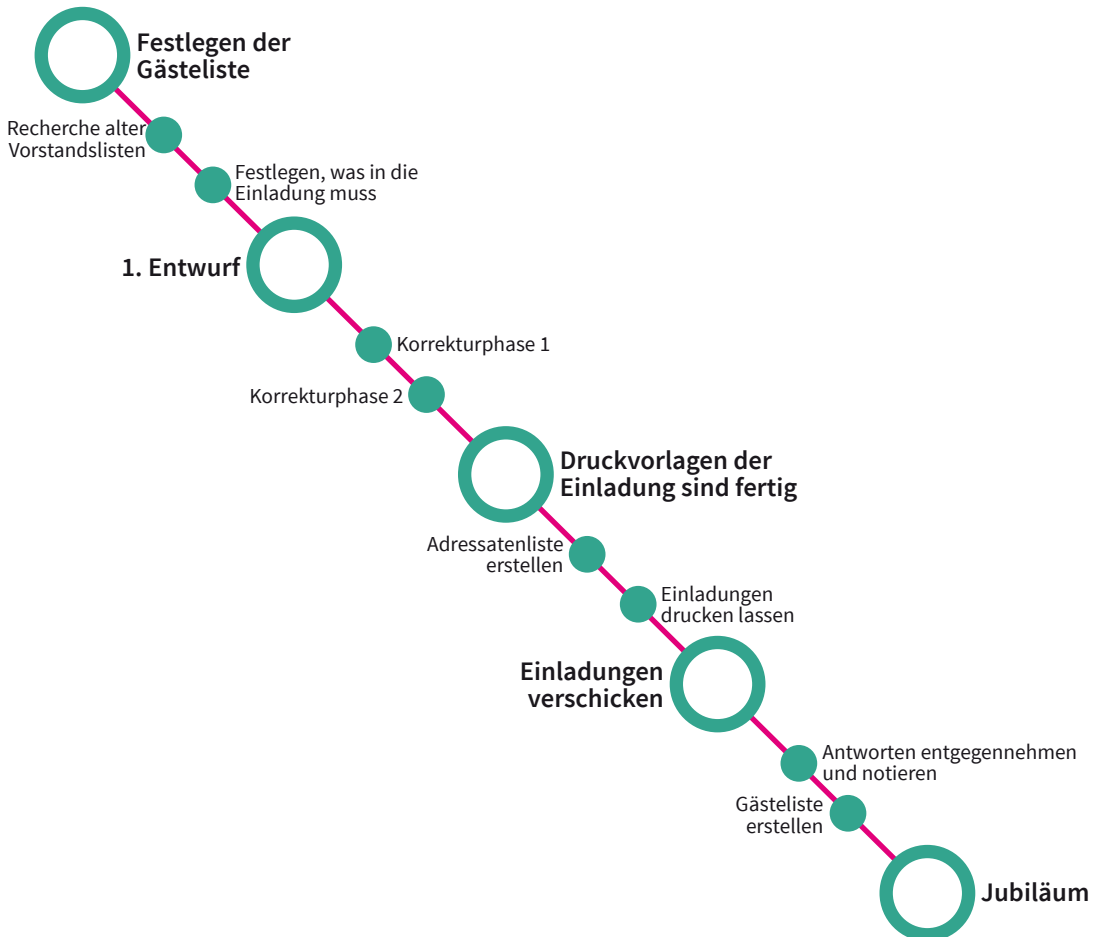 Festlegen der
Gästeliste
Recherche alter
Vorstandslisten
Festlegen, was in die
Einladung muss
1. Entwurf
Korrekturphase 1
Korrekturphase 2
Druckvorlagen der
Einladung sind fertig
Adressatenliste
erstellen
Einladungen
drucken lassen
Einladungen
verschicken
Antworten entgegennehmen
und notieren
Gästeliste
erstellen
Jubiläum